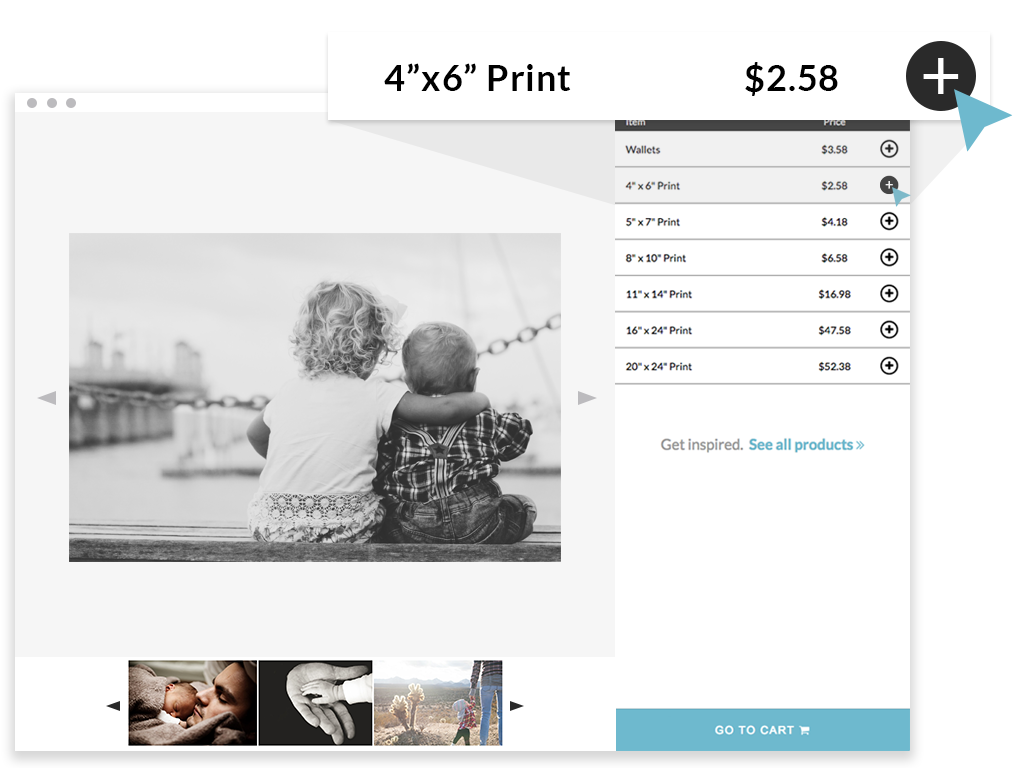 4”x6” Print $2.58
Item Price
Wallets $3.58
4" x 6" Print $2.58
5" x 7" Print $4.18
8" x 10" Print $6.58
11" x 14" Print $16.98
16" x 24" Print $47.58
20" x 24" Print $52.38
Get inspired. See all products »
GO TO CART